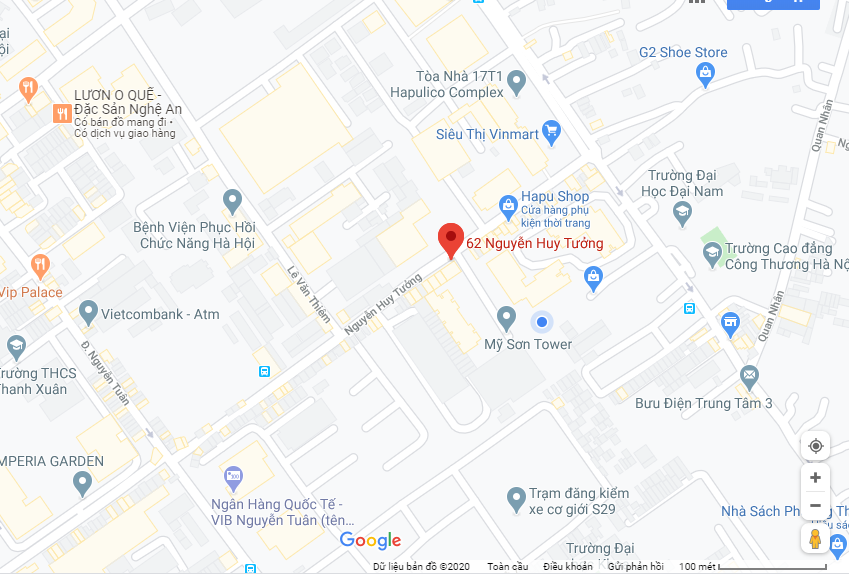 G2 Shoe Store
Tòa Nhà 17T1
Hapulico Complex
LƯƠN O QUẾ -
Đặc Sản Nghệ An
Có bán đồ mang đi •
Có dịch vụ giao hàng
Siêu Thị Vinmart
Quan Nhân
Trường Đại
Học Đại Nam
Hapu Shop
Cửa hàng phụ
kiện thời trang
Bệnh Viện Phục Hồi
Chức Năng Hà Nội
62 Nguyễn Huy Tưởng
Trường Cao đẳng
Công Thương Hà Nộ
Vip Palace
Lê Văn Thiêm
Nguyễn Huy Tưởng
Vietcombank - Atm
Quan Nhân
Mỹ Sơn Tower
Đ. Nguyễn Tuân
Trường THCS
Thanh Xuân
Bưu Điện Trung Tâm 3
MPERIA GARDEN
Ngân Hàng Quốc Tế -
VIB Nguyễn Tuân (tên...
Trạm đăng kiểm
xe cơ giới S29
Google
Trường Đại
Dữ liệu bản đồ ©2020 Toàn cầu Điều khoản Gửi phản hồi 100 mét